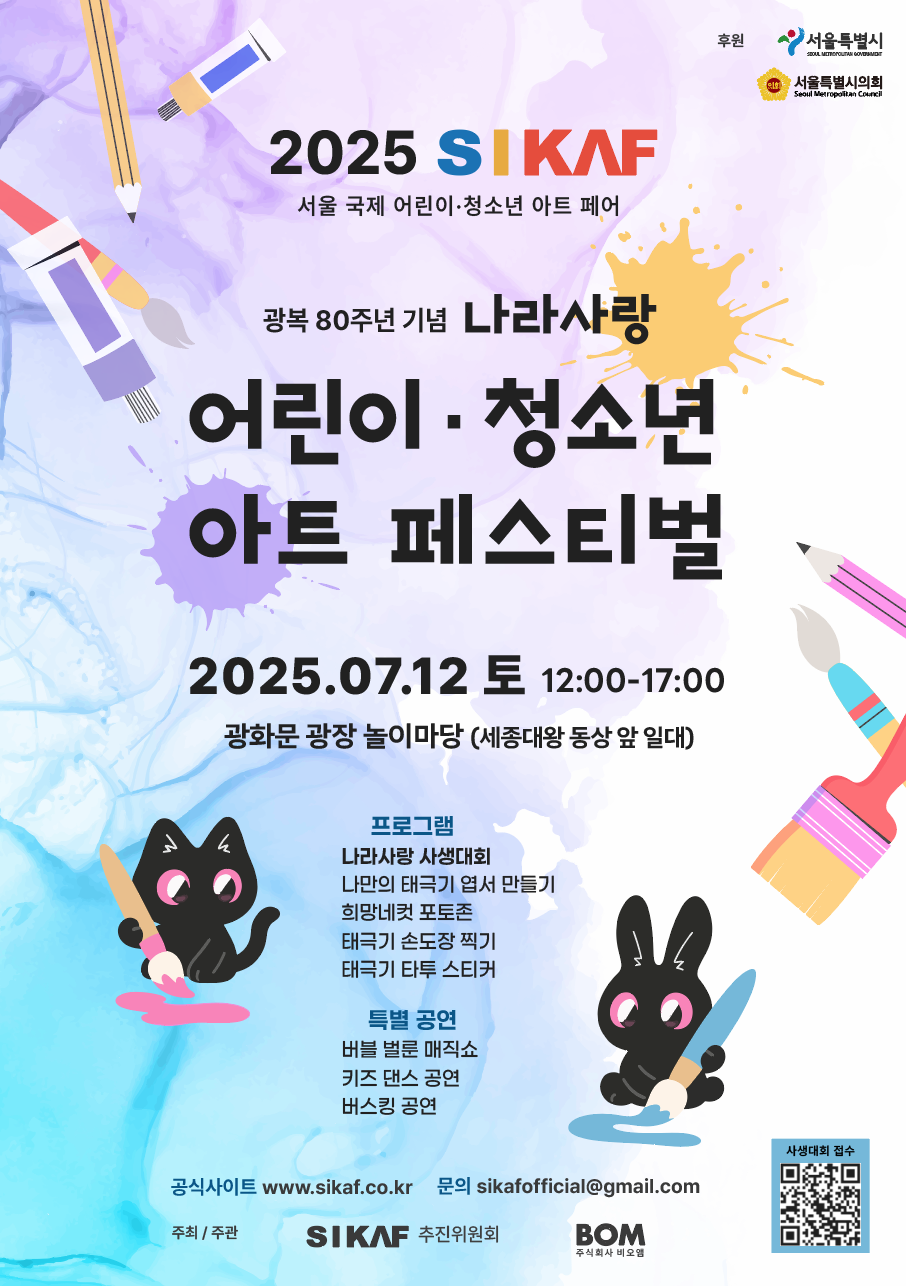 후원
서울특별시
SEOUL METROPOLITAN GOVERNMENT
의회
서울특별시의회
Seoul Metropolitan Council
2025 SIKAF
서울 국제 어린이·청소년 아트 페어
광복 80주년 기념 나라사랑
어린이·청소년
아트 페스티벌
2025.07.12 토 12:00-17:00
광화문 광장 놀이마당 (세종대왕 동상 앞 일대)
프로그램
나라사랑 사생대회
나만의 태극기 엽서 만들기
희망네컷 포토존
태극기 손도장 찍기
태극기 타투 스티커
특별 공연
버블 벌룬 매직쇼
키즈 댄스 공연
버스킹 공연
사생대회 접수
공식사이트 www.sikaf.co.kr 문의 sikafofficial@gmail.com
주최 / 주관 SIKAF 추진위원회 BOM
주식회사 비오엠